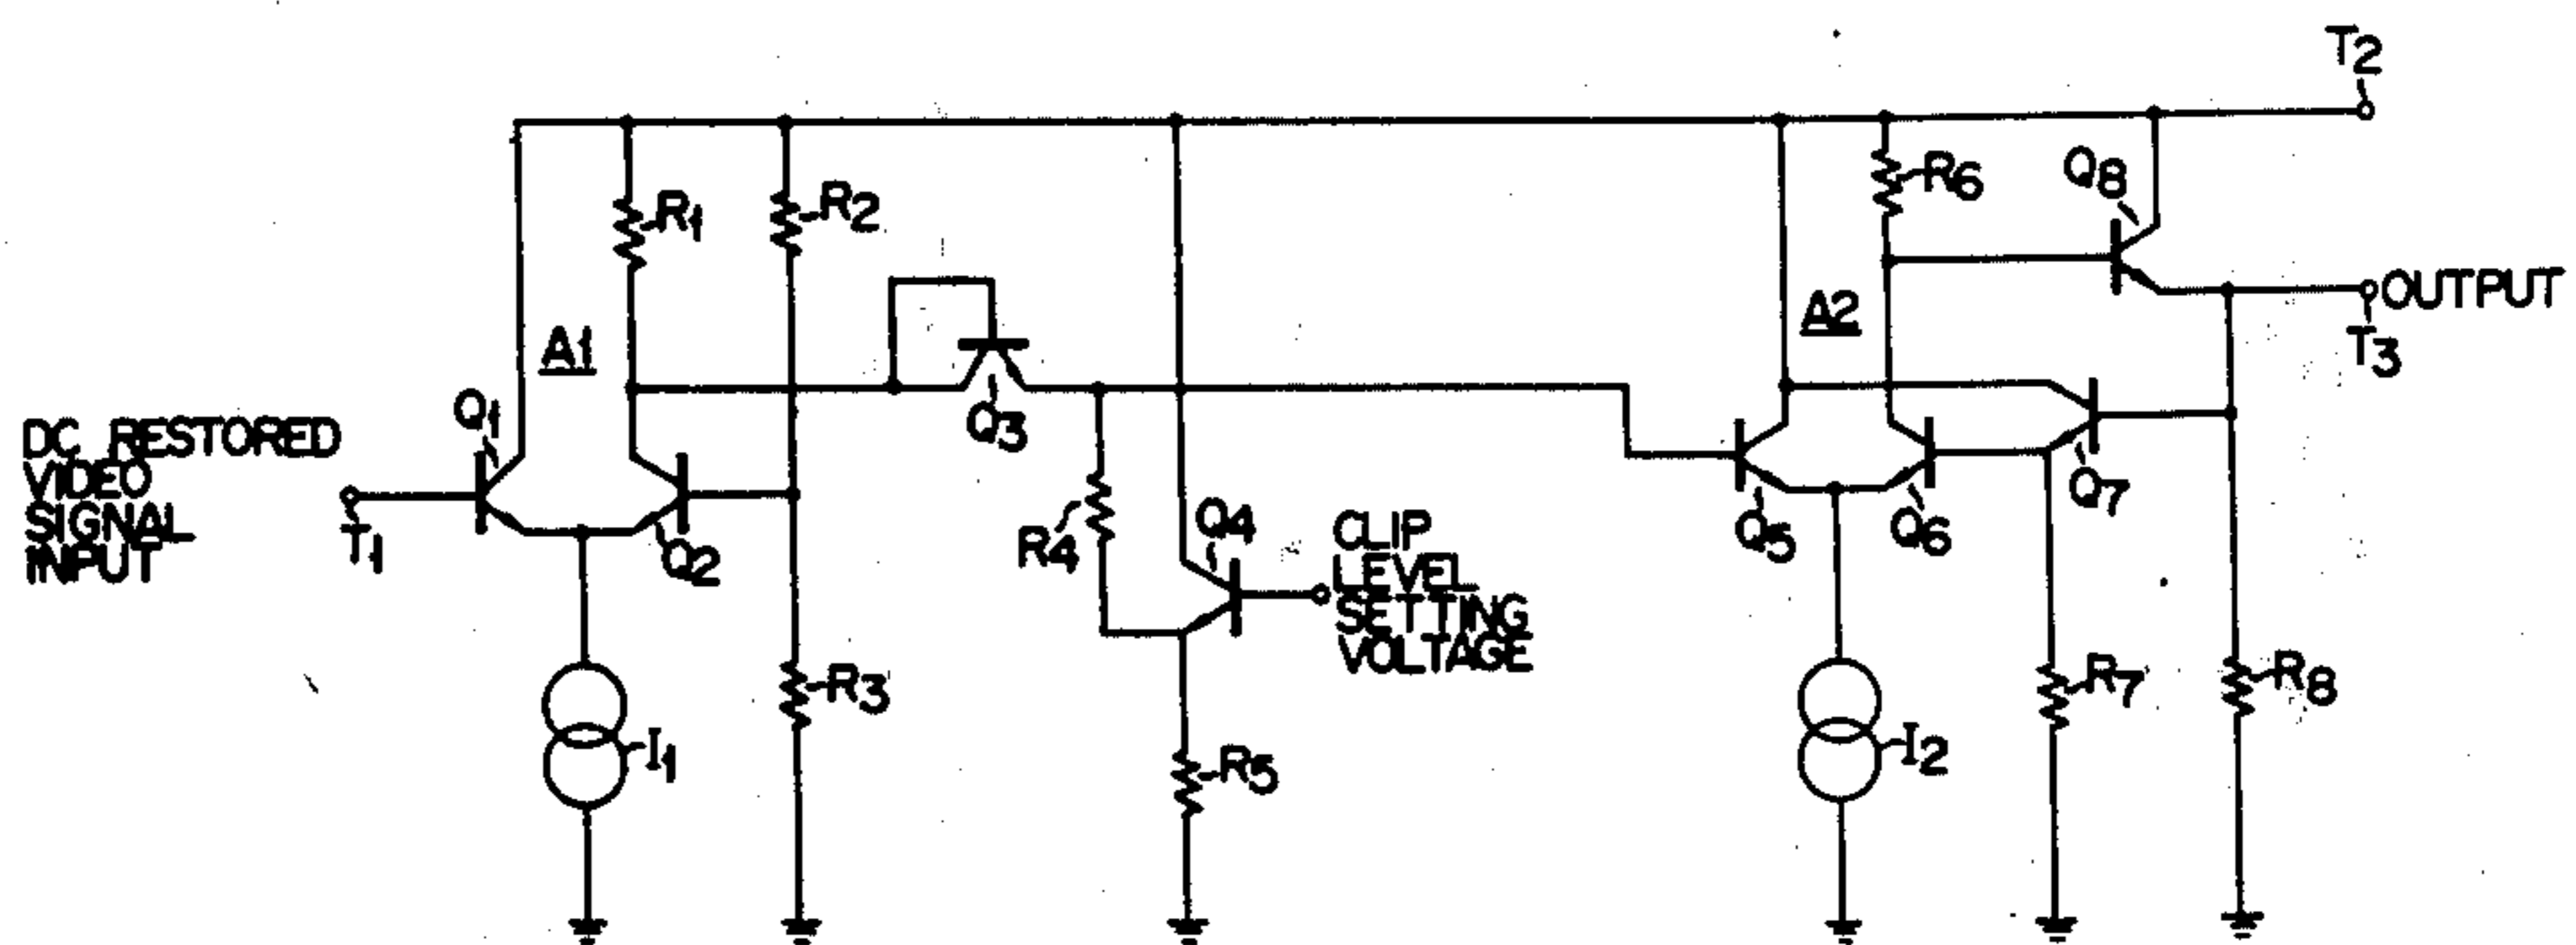 T2
R1
R2
R6
Q8
A1
A2
OUTPUT
T3
Q1
Q3
DC RESTORED
VIDEO
SIGNAL
INPUT
T1
Q2
R4
Q4
CLIP
LEVEL
SETTING
VOLTAGE
Q5
Q6
Q7
R3
I1
R5
I2
R7
R8